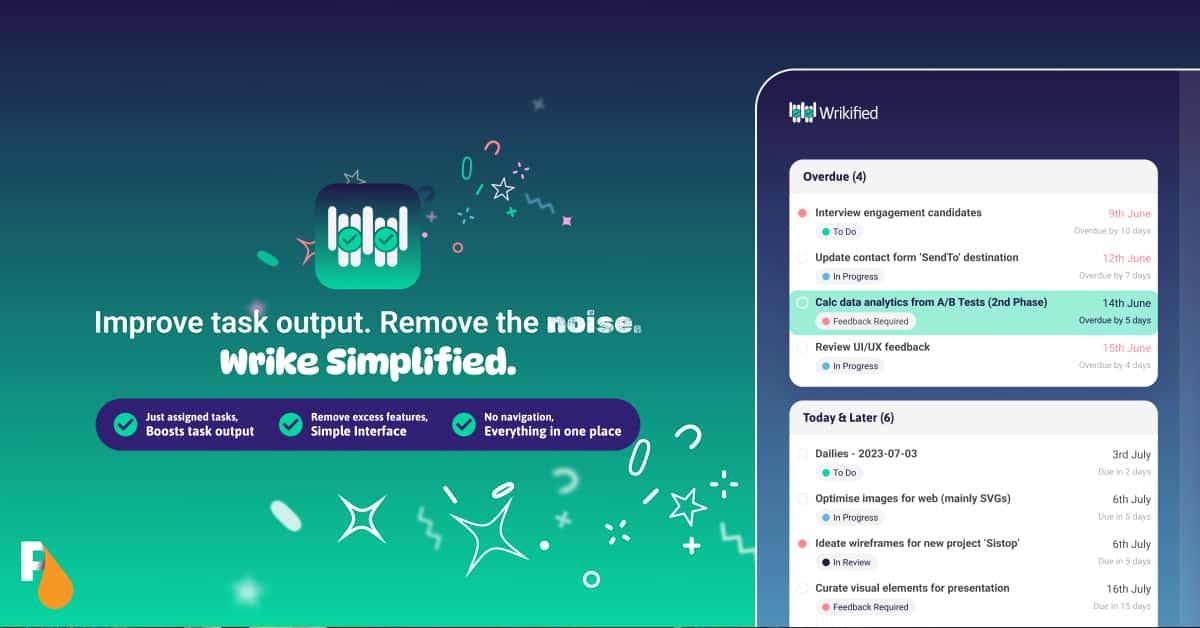 Improve task output. Remove the noise.
Wrike Simplified.
Just assigned tasks,
Boosts task output
Remove excess features,
Simple Interface
No navigation,
Everything in one place
Wrikified
Overdue (4)
Interview engagement candidates
9th June
To Do
Overdue by 10 days
Update contact form 'SendTo' destination
12th June
In Progress
Overdue by 7 days
Calc data analytics from A/B Tests (2nd Phase)
14th June
Feedback Required
Overdue by 5 days
Review UI/UX feedback
15th June
In Progress
Overdue by 4 days
Today & Later (6)
Dailies - 2023-07-03
3rd July
To Do
Due in 2 days
Optimise images for web (mainly SVGs)
6th July
In Progress
Due in 5 days
Ideate wireframes for new project 'Sistop'
6th July
In Review
Due in 5 days
Curate visual elements for presentation
16th July
Feedback Required
Due in 15 days